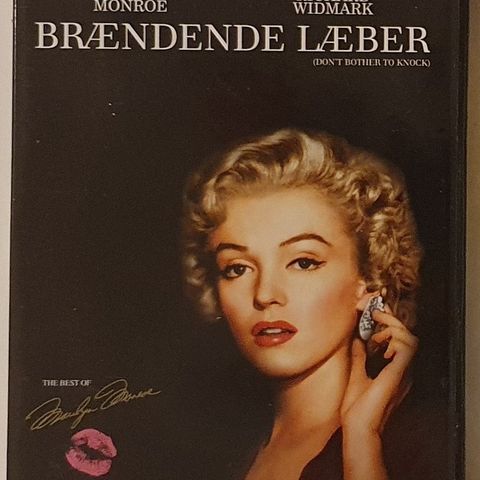 MONROE WIDMARK
BRÆNDENDE LÆBER
(DON'T BOTHER TO KNOCK)
THE BEST OF
Marilyn Monroe